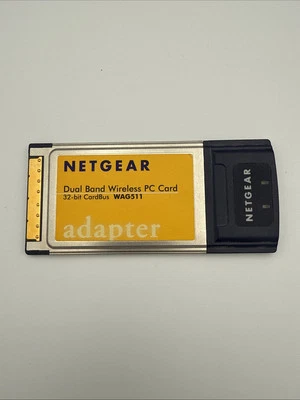 NETGEAR
Dual Band Wireless PC Card
32-bit CardBus WAG511
adapter
NETGEAR